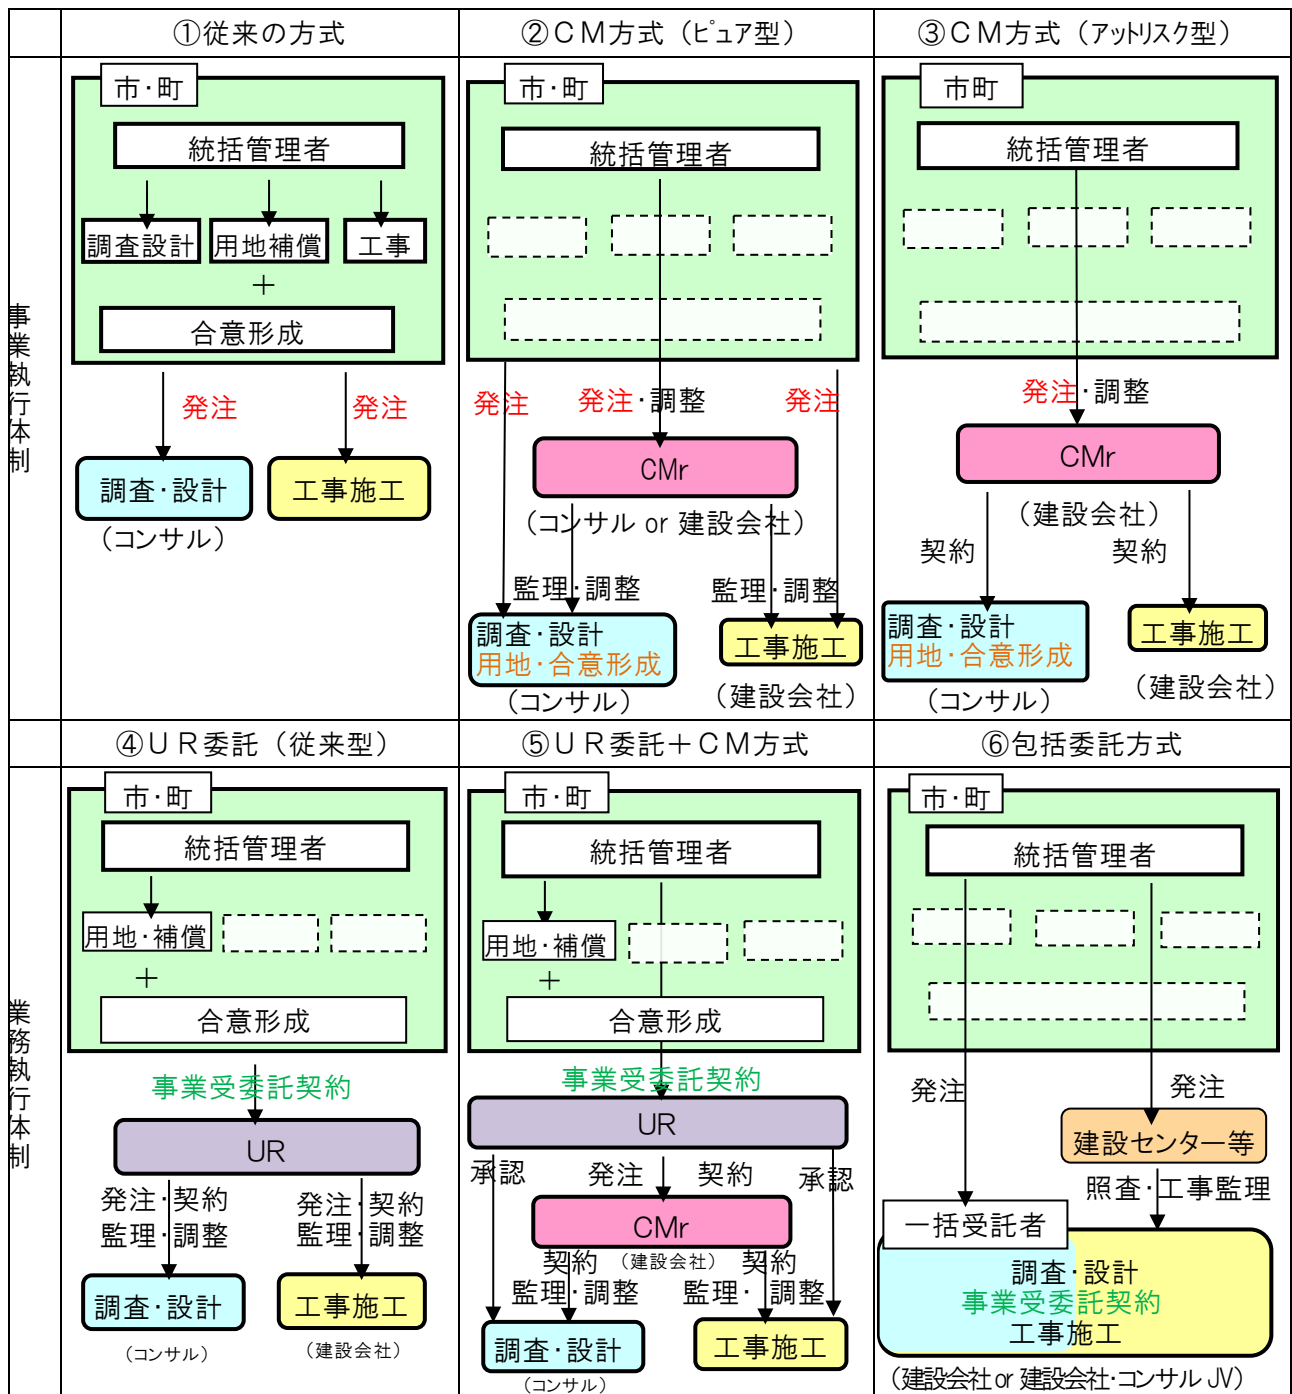 ①従来の方式
②ＣＭ方式（ピュア型）
③ＣＭ方式（アットリスク型）
事業執行体制
市・町
統括管理者
調査設計
用地補償
工事
＋
合意形成
発注
発注
調査・設計
工事施工
（コンサル）
市・町
統括管理者
発注
発注・調整
発注
CMr
（コンサル or 建設会社）
監理・調整
監理・調整
調査・設計
用地・合意形成
工事施工
（コンサル）
（建設会社）
市町
統括管理者
発注・調整
CMr
（建設会社）
契約
契約
調査・設計
用地・合意形成
工事施工
（コンサル）
（建設会社）
④ＵＲ委託（従来型）
⑤ＵＲ委託＋ＣＭ方式
⑥包括委託方式
業務執行体制
市・町
統括管理者
用地・補償
＋
合意形成
事業受委託契約
UR
発注・契約
監理・調整
発注・契約
監理・調整
調査・設計
工事施工
（コンサル）
（建設会社）
市・町
統括管理者
用地・補償
＋
合意形成
事業受委託契約
UR
承認
発注
契約
承認
CMr
（建設会社）
契約
監理・調整
契約
監理・調整
調査・設計
工事施工
（コンサル）
市・町
統括管理者
発注
発注
建設センター等
照査・工事監理
一括受託者
調査・設計
事業受委託契約
工事施工
（建設会社 or 建設会社・コンサル JV）